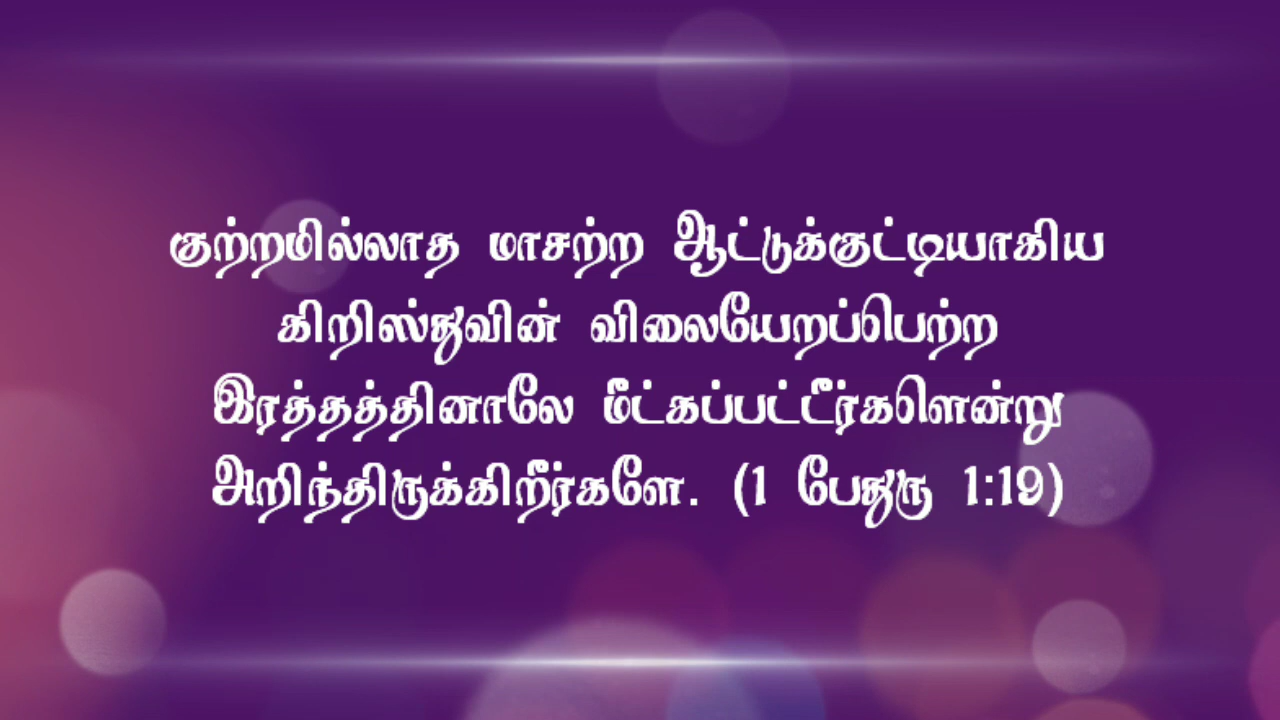 குற்றமில்லாத மாசற்ற ஆட்டுக்குட்டியாகிய
கிறிஸ்துவின் விலையேறப்பெற்ற
இரத்தத்தினாலே மீட்கப்பட்டீர்களென்று
அறிந்திருக்கிறீர்களே. (1 பேதுரு 1:19)